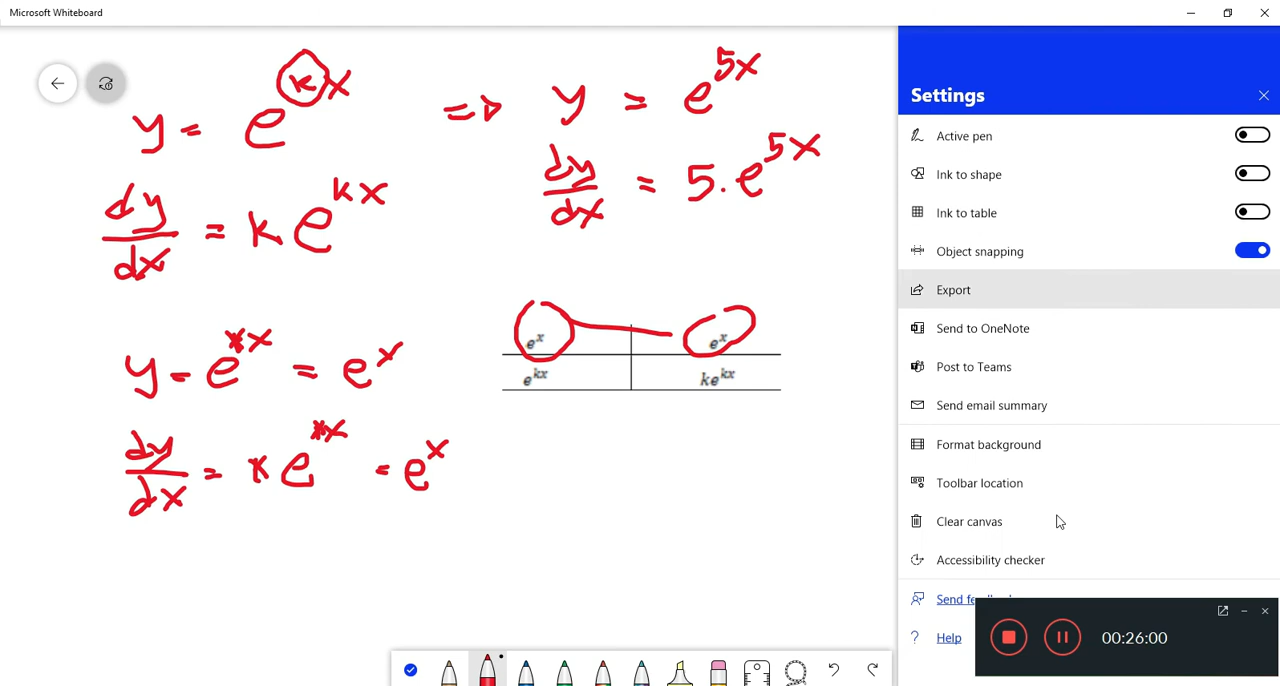 Microsoft Whiteboard
y = e^{kx}
dy/dx = k e^{kx}
=> y = e^{5x}
dy/dx = 5. e^{5x}
e^x e^x
e^{kx} ke^{kx}
y = e^{x} = e^x
dy/dx = e^{x} = e^x
Settings
Active pen
Ink to shape
Ink to table
Object snapping
Export
Send to OneNote
Post to Teams
Send email summary
Format background
Toolbar location
Clear canvas
Accessibility checker
Send
Help
00:26:00